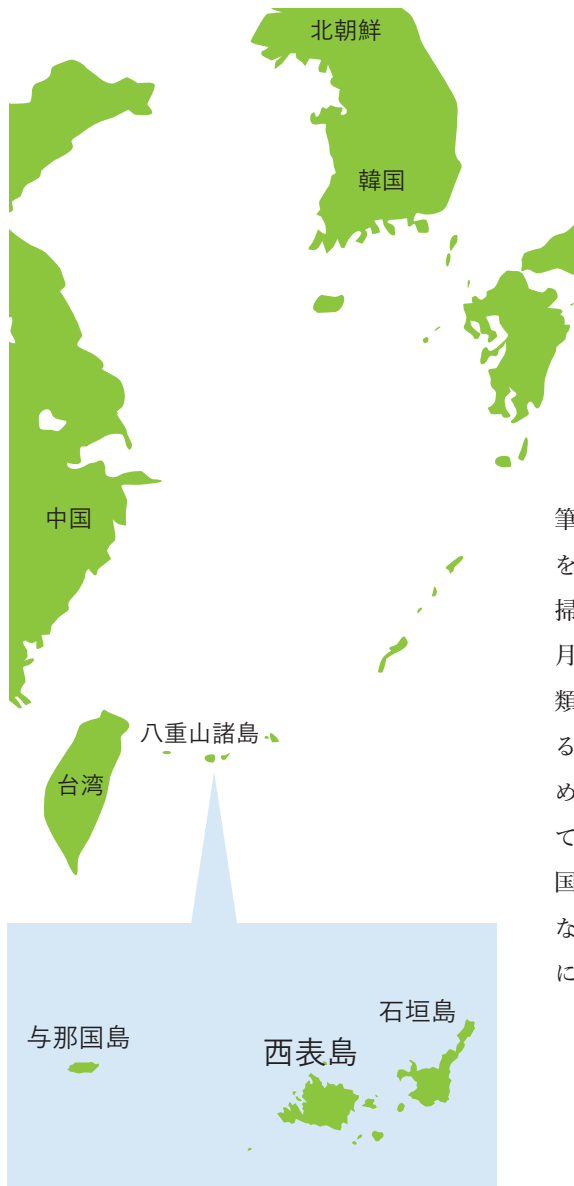 北朝鮮
韓国
中国
八重山諸島
台湾
石垣島
与那国島
西表島
筆
を
掃
月
類
る
め
て
国
な
に